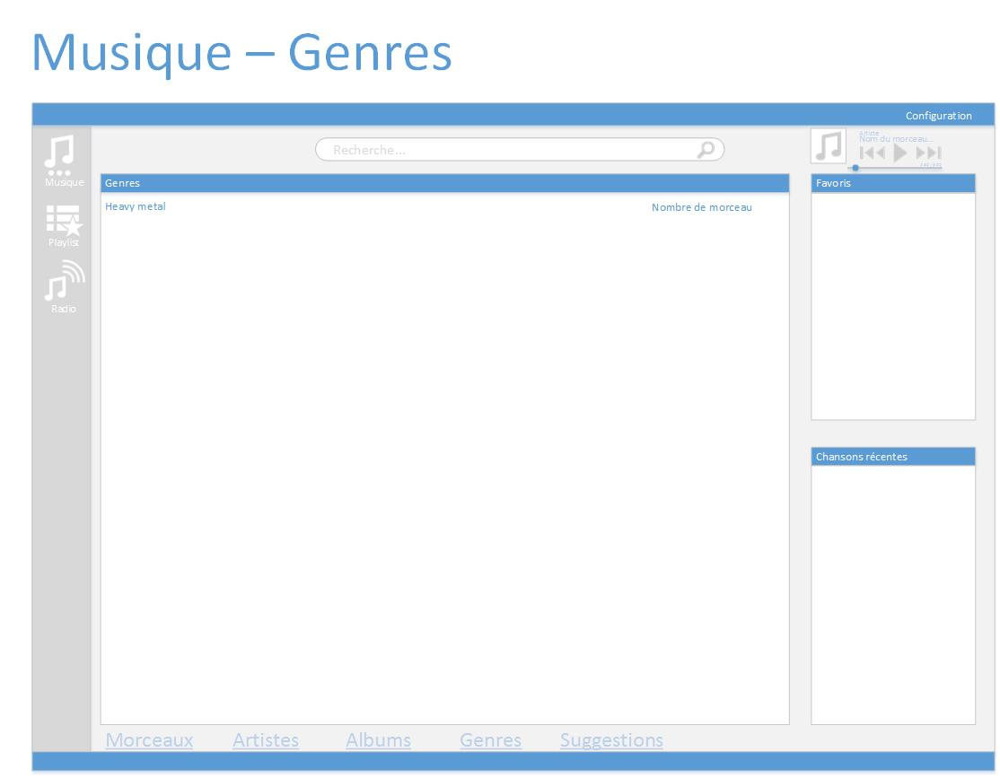 Musique – Genres
Configuration
Recherche...
Artiste
Nom du morceau...
Musique
Genres
Favoris
Heavy metal
Nombre de morceau
Playlist
Radio
Chansons récentes
Morceaux
Artistes
Albums
Genres
Suggestions